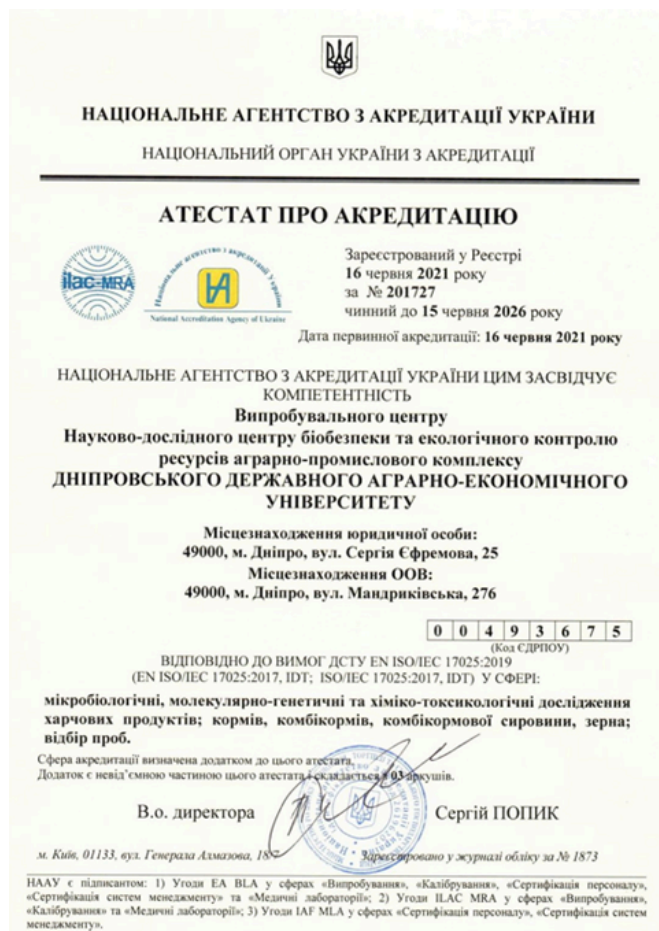 НАЦІОНАЛЬНЕ АГЕНТСТВО З АКРЕДИТАЦІЇ УКРАЇНИ
НАЦІОНАЛЬНИЙ ОРГАН УКРАЇНИ З АКРЕДИТАЦІЇ
АТЕСТАТ ПРО АКРЕДИТАЦІЮ
ilac-MRA
Національне агентство з акредитації України
National Accreditation Agency of Ukraine
Зареєстрований у Реєстрі
16 червня 2021 року
за № 201727
чинний до 15 червня 2026 року
Дата первинної акредитації: 16 червня 2021 року
НАЦІОНАЛЬНЕ АГЕНТСТВО З АКРЕДИТАЦІЇ УКРАЇНИ ЦИМ ЗАСВІДЧУЄ
КОМПЕТЕНТНІСТЬ
Випробувального центру
Науково-дослідного центру біобезпеки та екологічного контролю
ресурсів аграрно-промислового комплексу
ДНІПРОВСЬКОГО ДЕРЖАВНОГО АГРАРНО-ЕКОНОМІЧНОГО
УНІВЕРСИТЕТУ
Місцезнаходження юридичної особи:
49000, м. Дніпро, вул. Сергія Єфремова, 25
Місцезнаходження ООВ:
49000, м. Дніпро, вул. Мандриківська, 276
0 0 4 9 3 6 7 5
(Код ЄДРПОУ)
ВІДПОВІДНО ДО ВИМОГ ДСТУ EN ISO/IEC 17025:2019
(EN ISO/IEC 17025:2017, IDT; ISO/IEC 17025:2017, IDT) У СФЕРІ:
мікробіологічні, молекулярно-генетичні та хіміко-токсикологічні дослідження
харчових продуктів; кормів, комбікормів, комбікормової сировини, зерна;
відбір проб.
Сфера акредитації визначена додатком до цього атестата.
Додаток є невід’ємною частиною цього атестата і складається з 03 аркушів.
В.о. директора
Сергій ПОПИК
м. Київ, 01133, вул. Генерала Алмазова, 18/7
Зареєстровано у журналі обліку за № 1873
НААУ є підписантом: 1) Угоди EA BLA у сферах «Випробування», «Калібрування», «Сертифікація персоналу»,
«Сертифікація систем менеджменту» та «Медичні лабораторії»; 2) Угоди ILAC MRA у сферах «Випробування»,
«Калібрування» та «Медичні лабораторії»; 3) Угоди IAF MLA у сферах «Сертифікація персоналу», «Сертифікація систем
менеджменту».